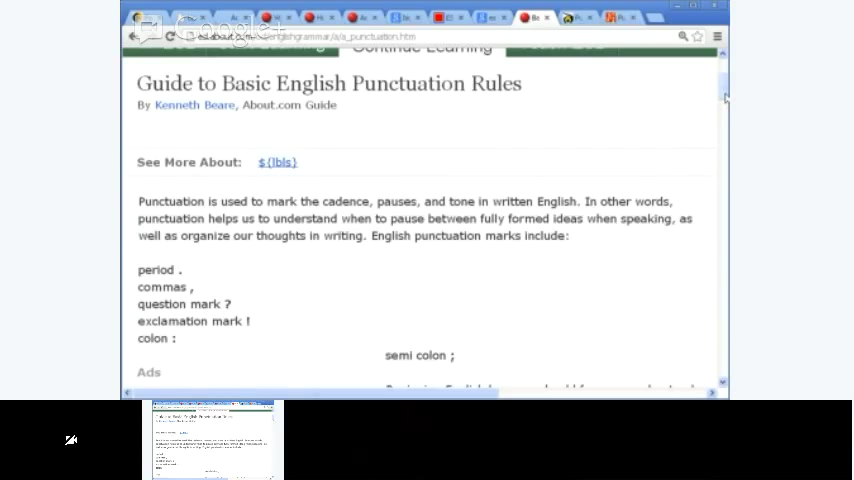 Google+
Continue Learning
Guide to Basic English Punctuation Rules
By Kenneth Beare, About.com Guide
See More About: ${lbls}
Punctuation is used to mark the cadence, pauses, and tone in written English. In other words,
punctuation helps us to understand when to pause between fully formed ideas when speaking, as
well as organize our thoughts in writing. English punctuation marks include:
period .
commas ,
question mark ?
exclamation mark !
colon :
semi colon ;
Ads